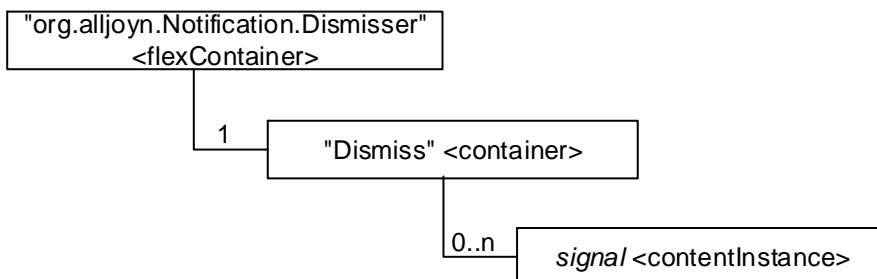 "org.alljoyn.Notification.Dismisser"
<flexContainer>
1
"Dismiss" <container>
0..n
signal <contentInstance>